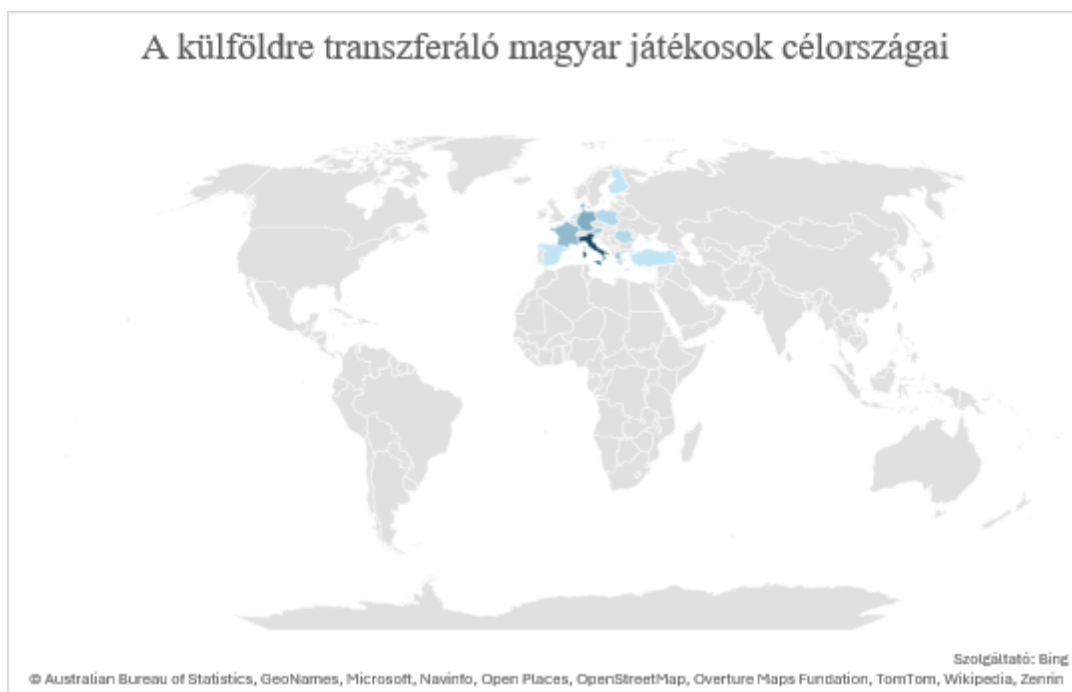 A külföldre transzferáló magyar játékosok célországai
Szolgáltató: Bing
© Australian Bureau of Statistics, GeoNames, Microsoft, Navinfo, Open Places, OpenStreetMap, Overture Maps Fundation, TomTom, Wikipedia, Zenrin